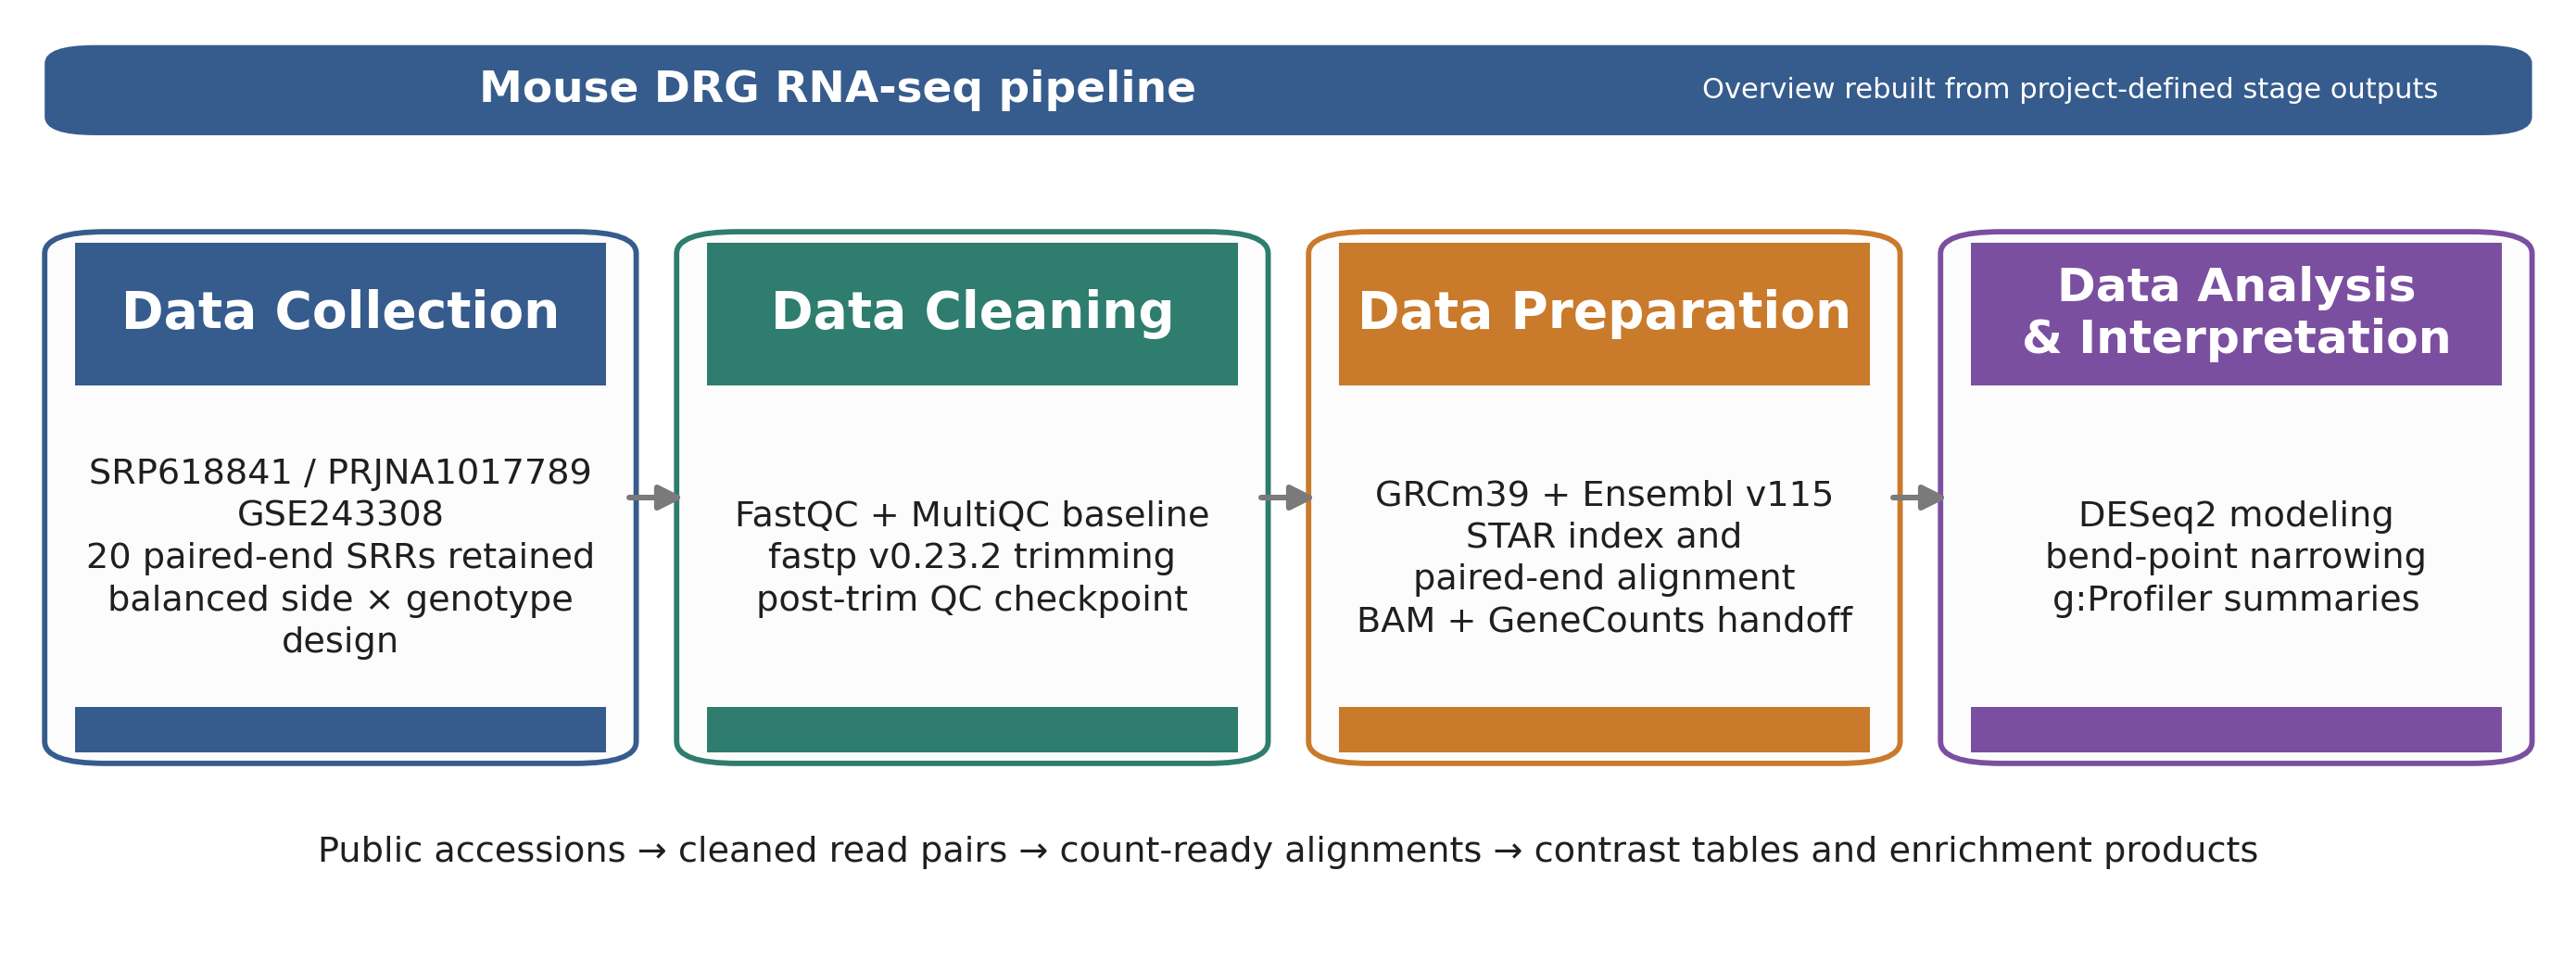 Mouse DRG RNA-seq pipeline
Overview rebuilt from project-defined stage outputs
Data Collection
SRP618841 / PRJNA1017789
GSE243308
20 paired-end SRRs retained
balanced side × genotype
design
Data Cleaning
FastQC + MultiQC baseline
fastp v0.23.2 trimming
post-trim QC checkpoint
Data Preparation
GRCm39 + Ensembl v115
STAR index and
paired-end alignment
BAM + GeneCounts handoff
Data Analysis
& Interpretation
DESeq2 modeling
bend-point narrowing
g:Profiler summaries
Public accessions → cleaned read pairs → count-ready alignments → contrast tables and enrichment products